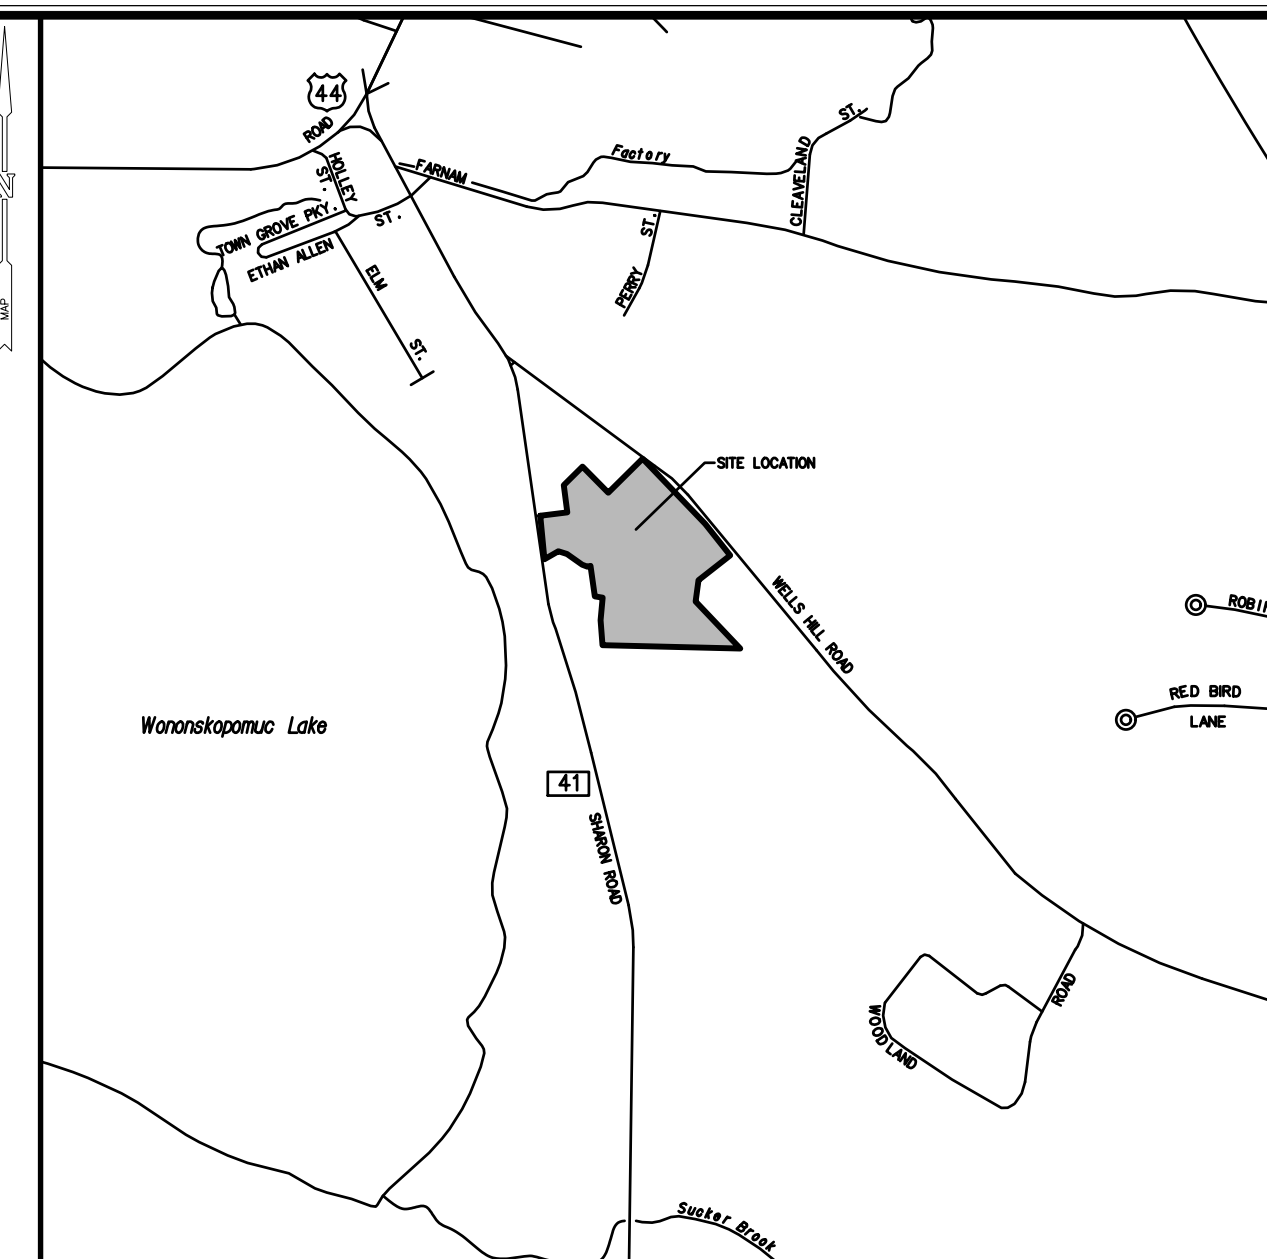 44
ROAD
HOLLEY
ST.
FARNAM
ST.
Factory
CLEAVELAND
ST.
TOWN GROVE PKY.
ETHAN ALLEN
ELM
ST.
PERRY
ST.
N
MAP
SITE LOCATION
WELLS HILL ROAD
RED BIRD
LANE
Wononskopomuc Lake
41
SHARON ROAD
WOODLAND
ROAD
Sucker Brook